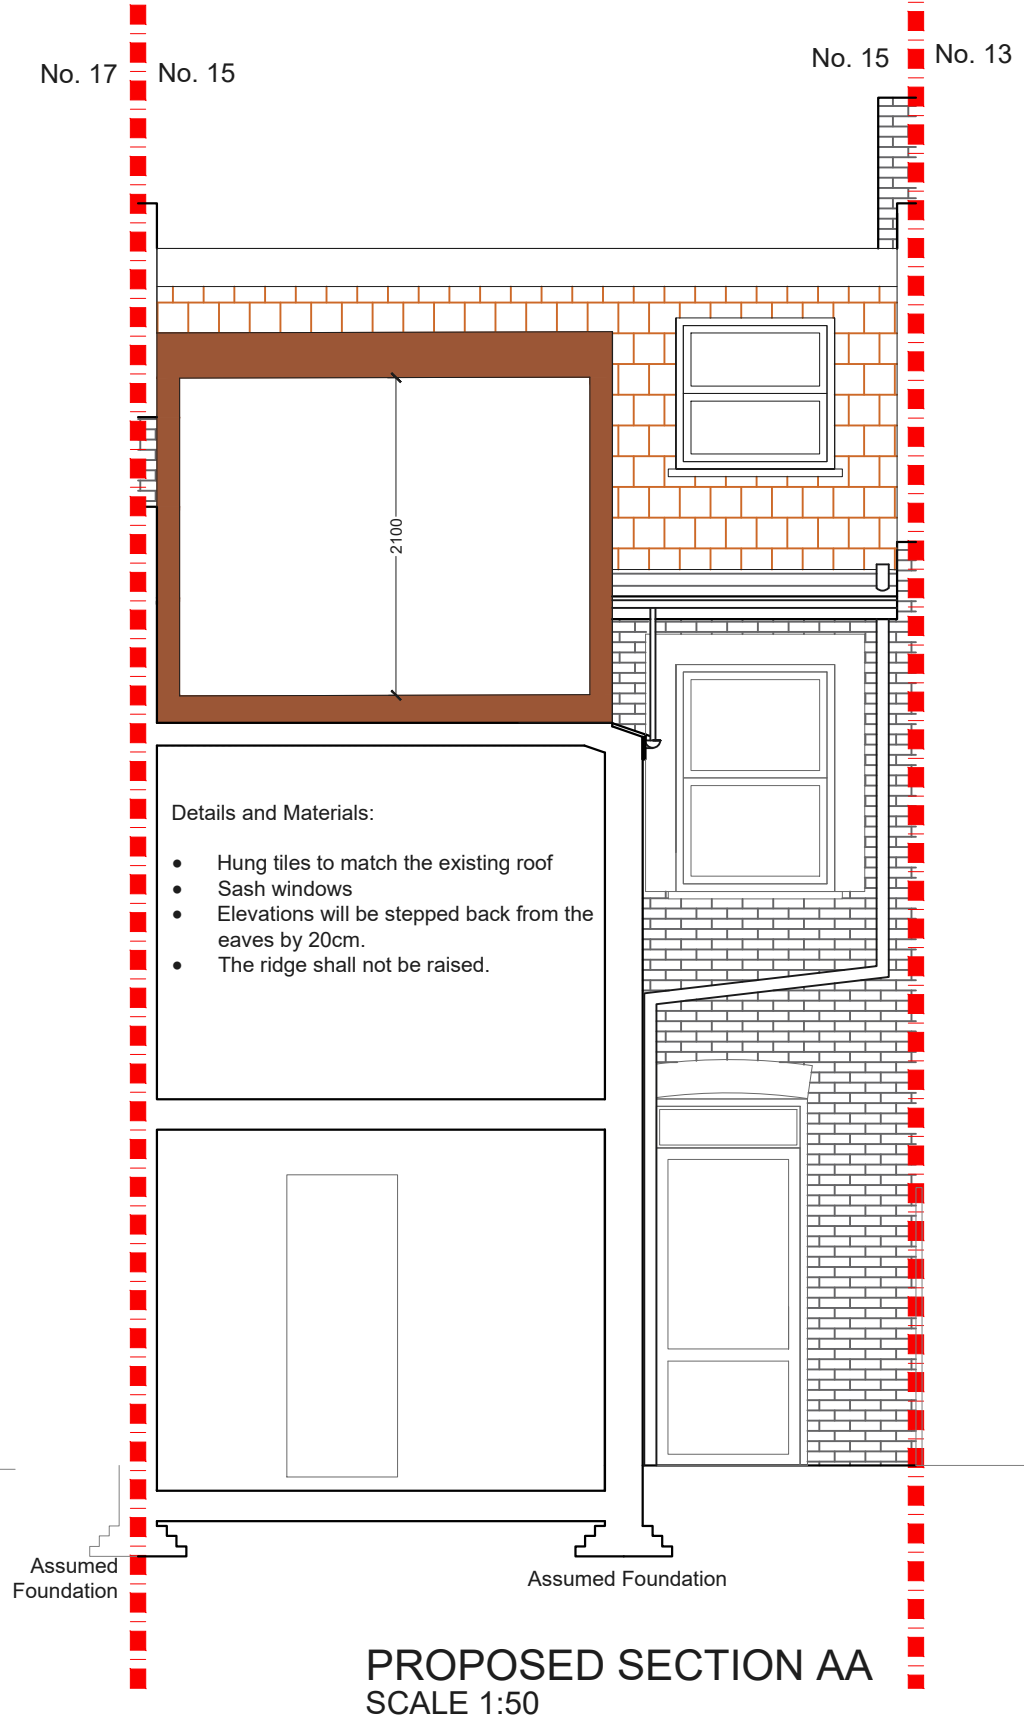 No. 17 No. 15
No. 15 No. 13
2100
Details and Materials:
• Hung tiles to match the existing roof
• Sash windows
• Elevations will be stepped back from the
eaves by 20cm.
• The ridge shall not be raised.
Assumed
Foundation
Assumed Foundation
PROPOSED SECTION AA
SCALE 1:50